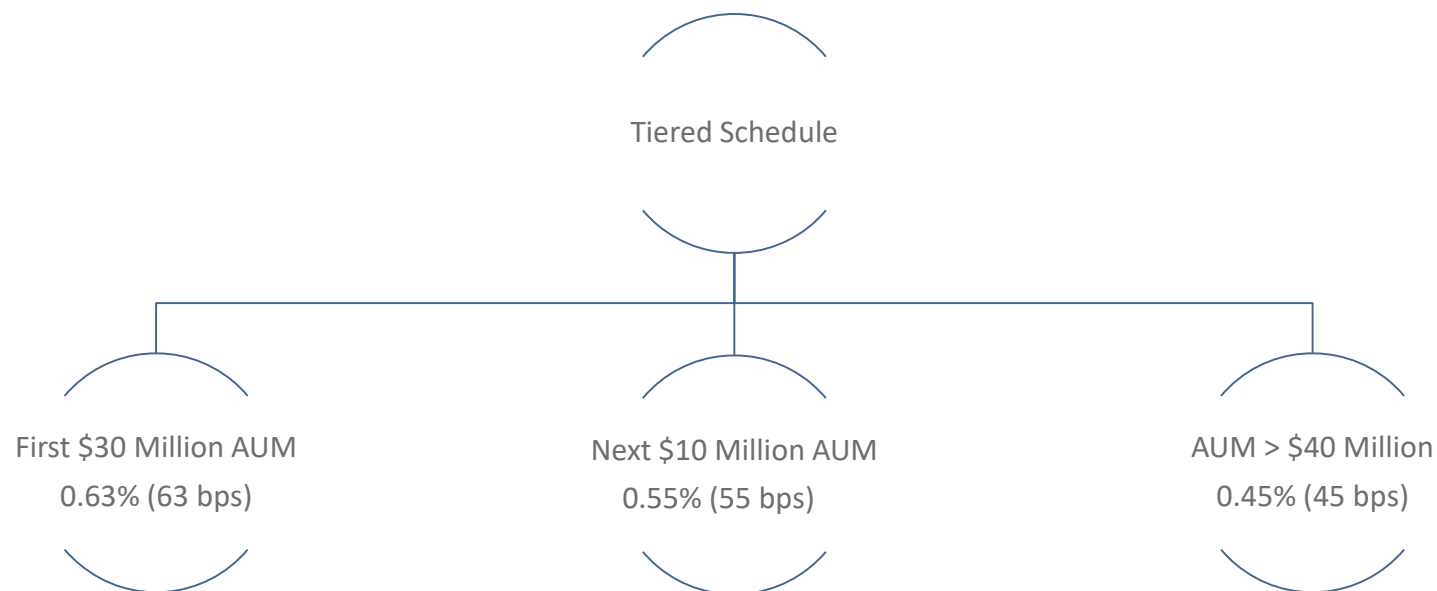 Tiered Schedule
First $30 Million AUM
0.63% (63 bps)
Next $10 Million AUM
0.55% (55 bps)
AUM > $40 Million
0.45% (45 bps)